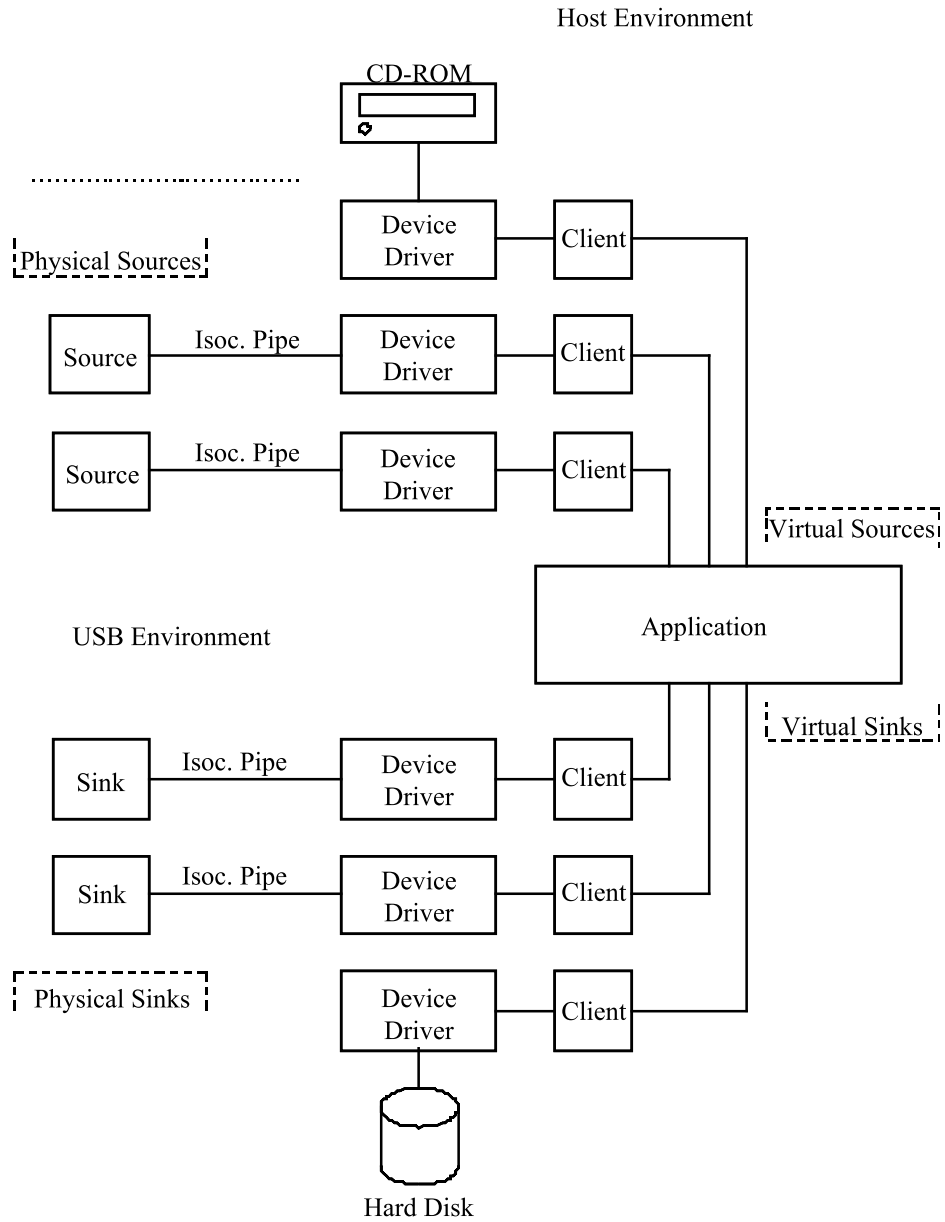 Host Environment
CD-ROM
Device
Driver
Client
Physical Sources
Source
Isoc. Pipe
Device
Driver
Client
Source
Isoc. Pipe
Device
Driver
Client
Virtual Sources
Application
USB Environment
Virtual Sinks
Sink
Isoc. Pipe
Device
Driver
Client
Sink
Isoc. Pipe
Device
Driver
Client
Physical Sinks
Device
Driver
Client
Hard Disk